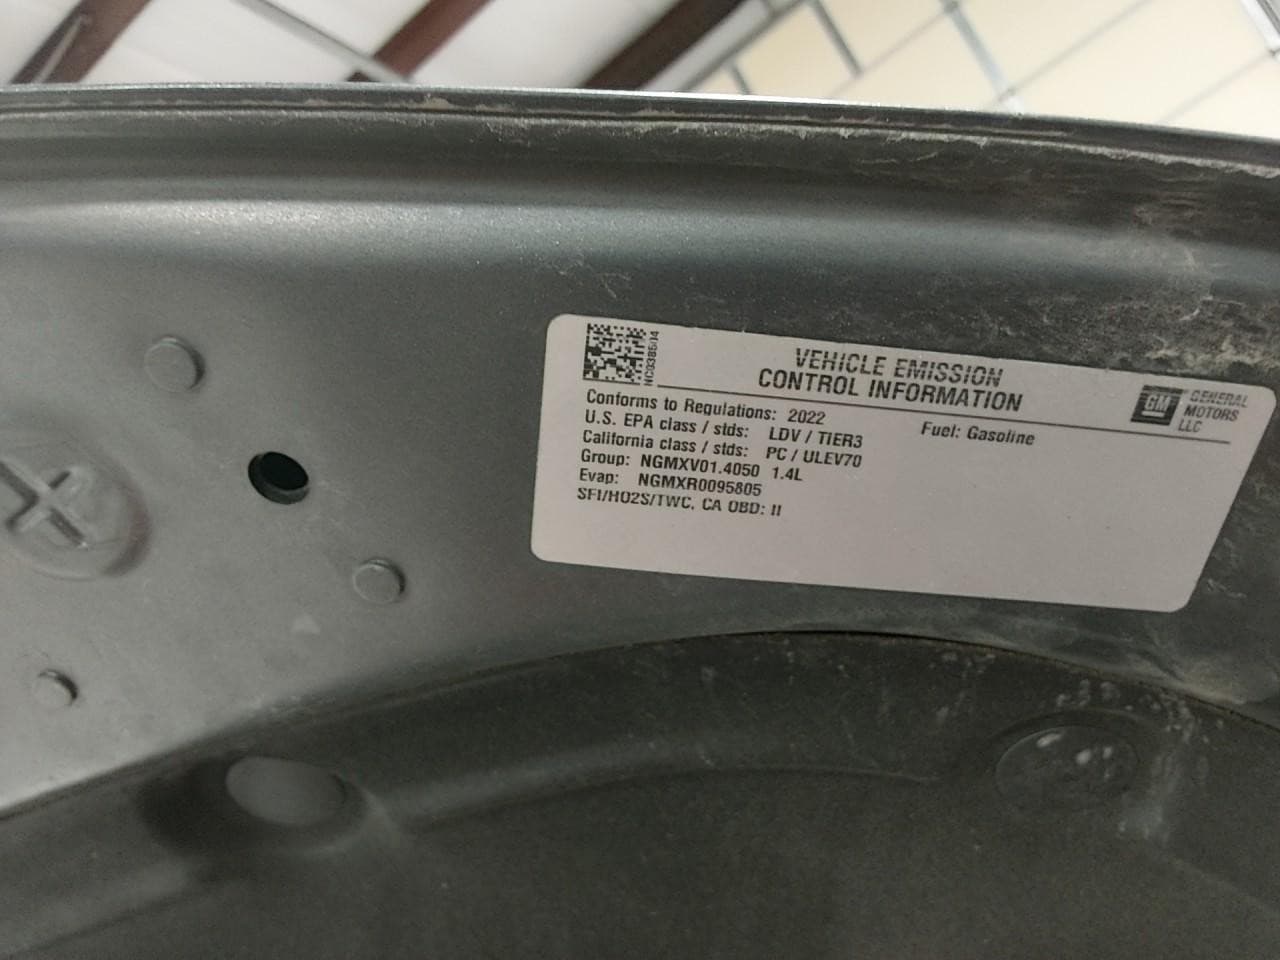 NC038604
VEHICLE EMISSION
CONTROL INFORMATION
GM
GENERAL
MOTORS
LLC
Conforms to Regulations: 2022
Fuel: Gasoline
U.S. EPA class / stds: LDV / TIER3
California class / stds: PC / ULEV70
Group: NGMXV01.4050 1.4L
Evap: NGMXR0095805
SFI/HO2S/TWC, CA OBD: II